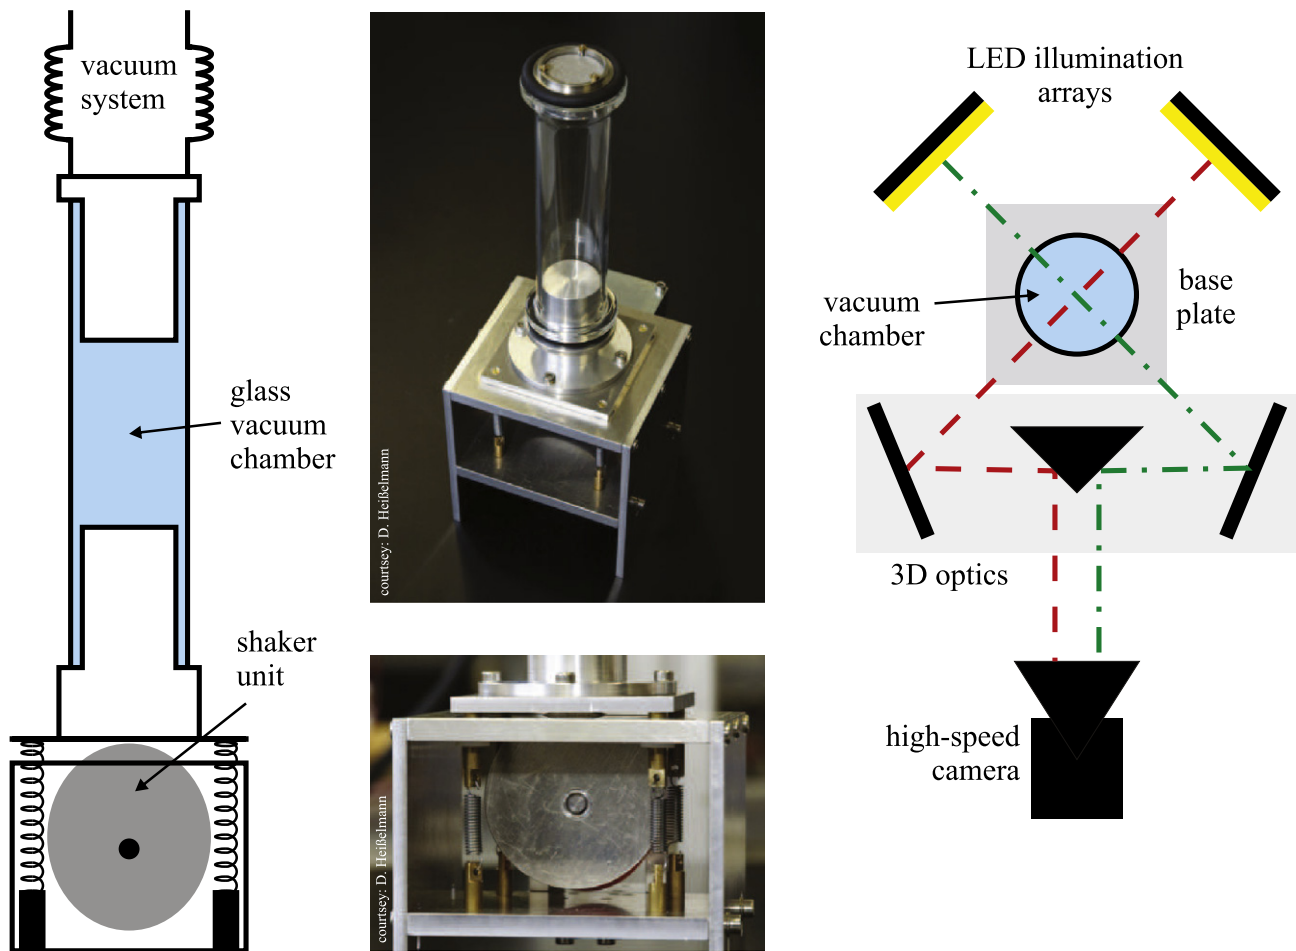 vacuum
system
glass
vacuum
chamber
shaker
unit
courtsey: D. Heißelmann
courtsey: D. Heißelmann
LED illumination
arrays
vacuum
chamber
base
plate
3D optics
high-speed
camera